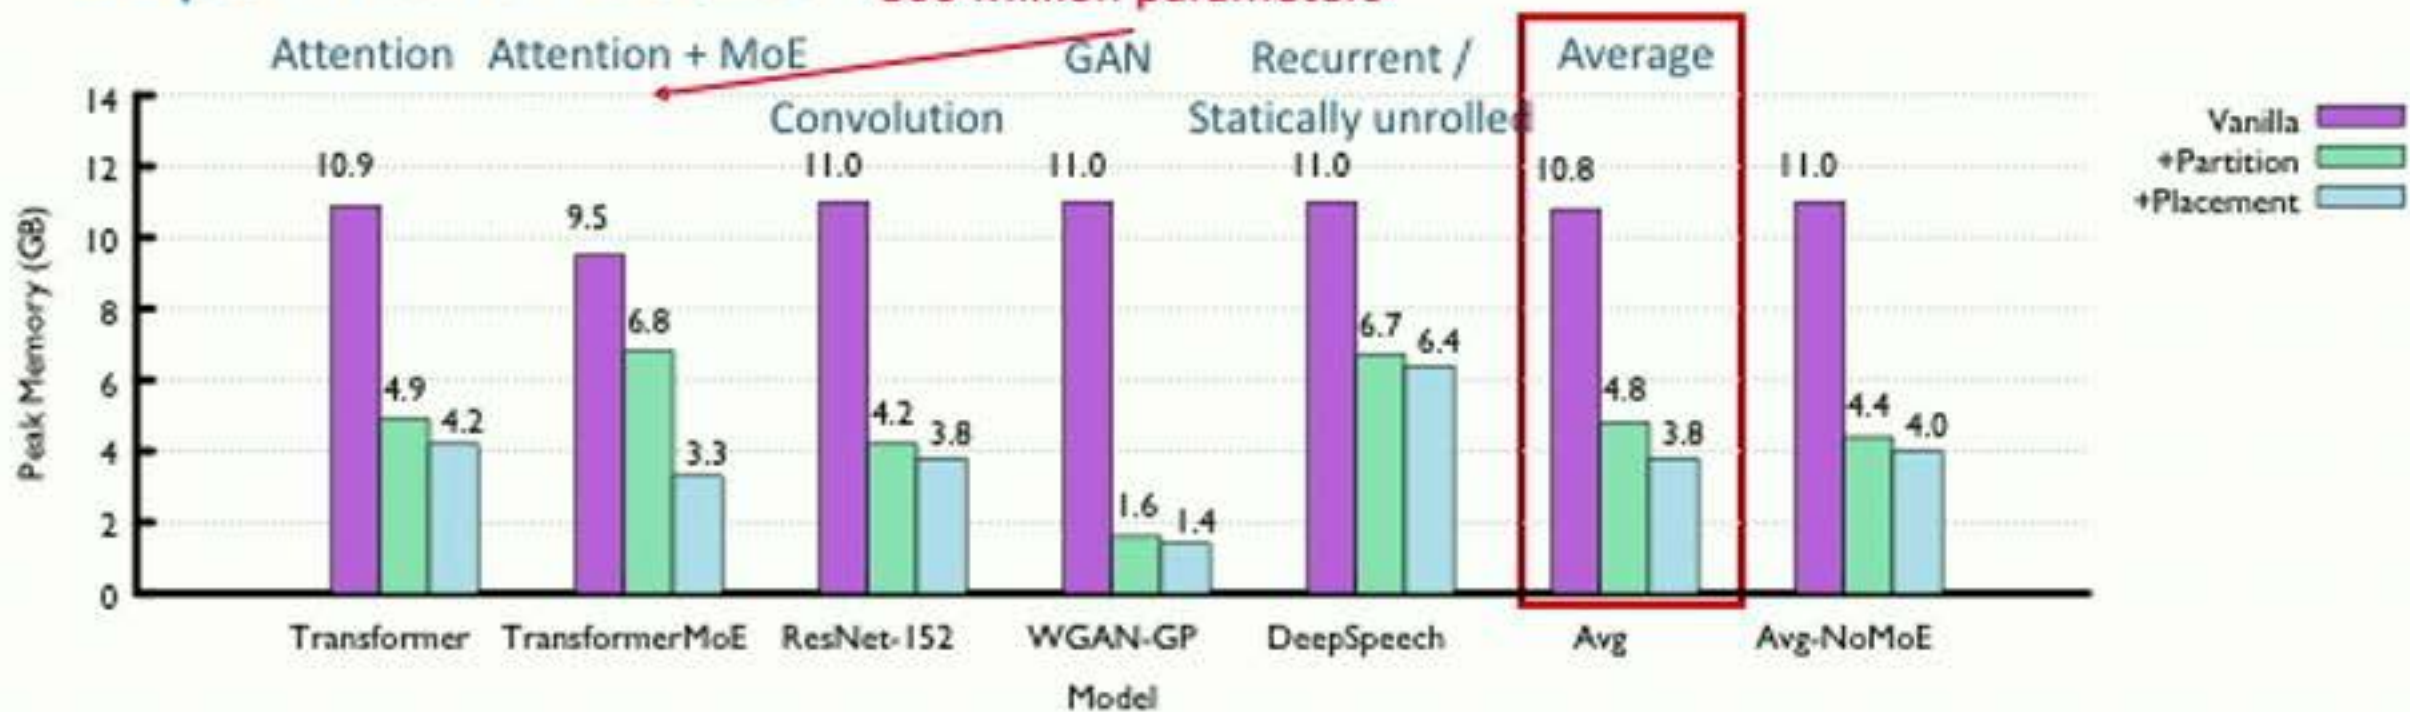 million parameters
Attention
Attention + MoE
GAN
Recurrent /
Average
Convolution
Statically unrolled
Vanilla
+Partition
+Placement
Peak Memory (GB)
14
12
10
8
6
4
2
0
10.9
4.9
4.2
9.5
6.8
3.3
11.0
4.2
3.8
11.0
1.6
1.4
11.0
6.7
6.4
10.8
4.8
3.8
11.0
4.4
4.0
Transformer TransformerMoE ResNet-152 WGAN-GP DeepSpeech Avg Avg-NoMoE
Model